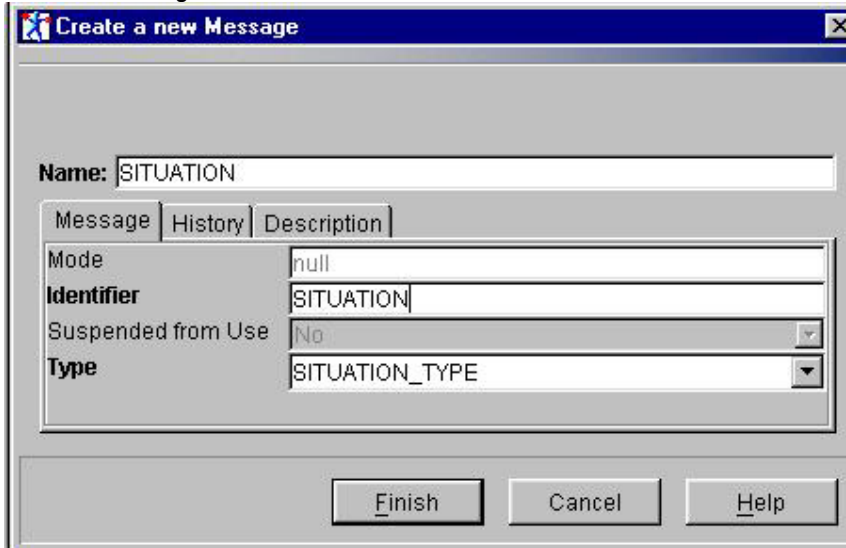 Create a new Message
Name: SITUATION
Message History Description
Mode null
Identifier SITUATION
Suspended from Use No
Type SITUATION_TYPE
Finish Cancel Help